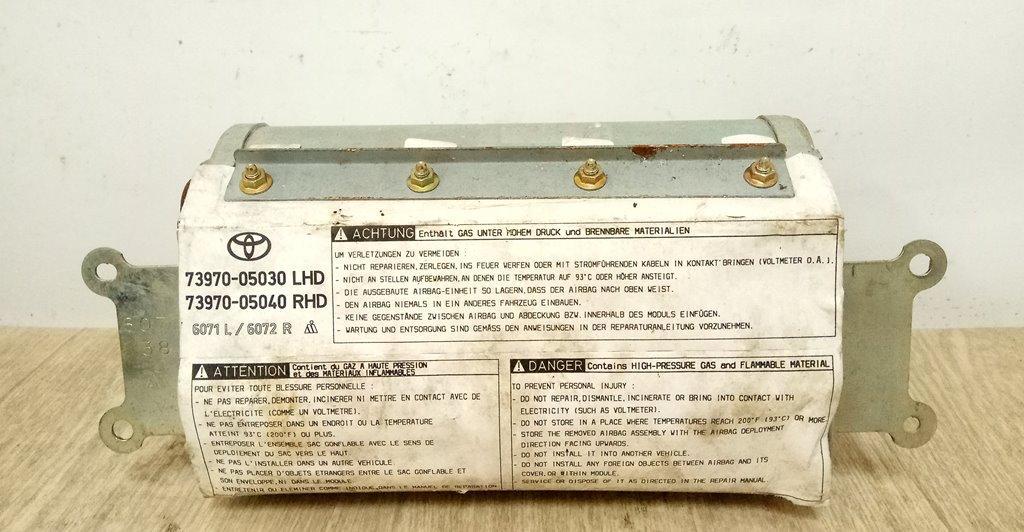 73970-05030 LHD
73970-05040 RHD
6071 L / 6072 R
ACHTUNG Enthält GAS UNTER HOHEM DRUCK und BRENNBARE MATERIALIEN
UM VERLETZUNGEN ZU VERMEIDEN :
- NICHT REPARIEREN, ZERLEGEN, INS FEUER WERFEN ODER MIT STROMFÜHRENDEN KABELN IN KONTAKT BRINGEN (VOLTMETER O.Ä.).
- NICHT AN STELLEN AUFBEWAHREN, AN DENEN DIE TEMPERATUR AUF 93°C ODER HÖHER ANSTEIGT.
- DIE AUSGEBAUTE AIRBAG-EINHEIT SO LAGERN, DASS DER AIRBAG NACH OBEN WEIST.
- DEN AIRBAG NIEMALS IN EIN ANDERES FAHRZEUG EINBAUEN.
- KEINE GEGENSTÄNDE ZWISCHEN AIRBAG UND ABDECKUNG BZW. INNERHALB DES MODULS EINFÜGEN.
- WARTUNG UND ENTSORGUNG SIND GEMÄSS DEN ANWEISUNGEN IN DER REPARATURANLEITUNG VORZUNEHMEN.
ATTENTION Contient du GAZ A HAUTE PRESSION
et des MATERIAUX INFLAMMABLES
POUR EVITER TOUTE BLESSURE PERSONNELLE :
- NE PAS REPARER, DEMONTER, INCINERER NI METTRE EN CONTACT AVEC DE
L'ELECTRICITE (COMME UN VOLTMETRE).
- NE PAS ENTREPOSER DANS UN ENDROIT OU LA TEMPERATURE
ATTEINT 93°C (200°F) OU PLUS.
- ENTREPOSER L'ENSEMBLE SAC GONFLABLE AVEC LE SENS DE
DEPLOIEMENT DU SAC VERS LE HAUT.
- NE PAS L'INSTALLER DANS UN AUTRE VEHICULE.
- NE PAS PLACER D'OBJETS ETRANGERS ENTRE LE SAC GONFLABLE ET
SON ENVELOPPE, NI DANS LE MODULE.
- ENTRETENIR OU ELIMINER COMME INDIQUE DANS LE MANUEL DE REPARATION
DANGER Contains HIGH-PRESSURE GAS and FLAMMABLE MATERIAL
TO PREVENT PERSONAL INJURY :
- DO NOT REPAIR, DISMANTLE, INCINERATE OR BRING INTO CONTACT WITH
ELECTRICITY (SUCH AS VOLTMETER).
- DO NOT STORE IN A PLACE WHERE TEMPERATURES REACH 200°F (93°C) OR MORE
- STORE THE REMOVED AIRBAG ASSEMBLY WITH THE AIRBAG DEPLOYMENT
DIRECTION FACING UPWARDS.
- DO NOT INSTALL IT INTO ANOTHER VEHICLE.
- DO NOT INSTALL ANY FOREIGN OBJECTS BETWEEN AIRBAG AND ITS
COVER, OR WITHIN MODULE.
SERVICE OR DISPOSE OF IT AS DIRECTED IN THE REPAIR MANUAL.